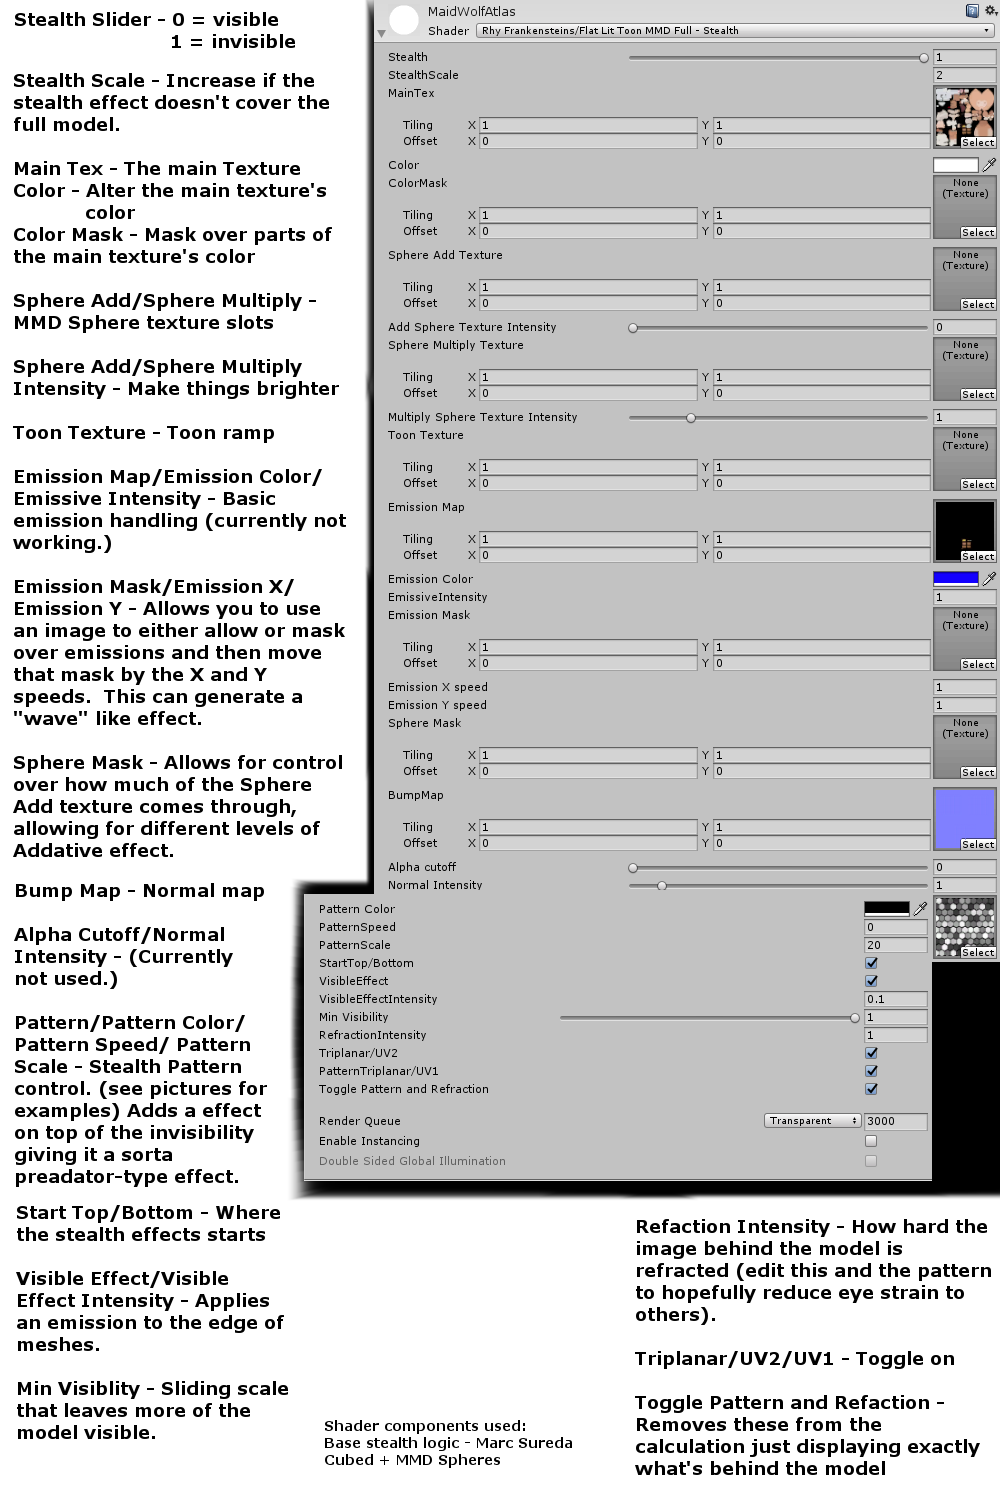 Stealth Slider - 0 = visible
1 = invisible
Stealth Scale - Increase if the
stealth effect doesn't cover the
full model.
Main Tex - The main Texture
Color - Alter the main texture's
color
Color Mask - Mask over parts of
the main texture's color
Sphere Add/Sphere Multiply -
MMD Sphere texture slots
Sphere Add/Sphere Multiply
Intensity - Make things brighter
Toon Texture - Toon ramp
Emission Map/Emission Color/
Emissive Intensity - Basic
emission handling (currently not
working.)
Emission Mask/Emission X/
Emission Y - Allows you to use
an image to either allow or mask
over emissions and then move
that mask by the X and Y
speeds.  This can generate a
"wave" like effect.
Sphere Mask - Allows for control
over how much of the Sphere
Add texture comes through,
allowing for different levels of
Addative effect.
Bump Map - Normal map
Alpha Cutoff/Normal
Intensity - (Currently
not used.)
Pattern/Pattern Color/
Pattern Speed/ Pattern
Scale - Stealth Pattern
control. (see pictures for
examples) Adds a effect
on top of the invisibility
giving it a sorta
preadator-type effect.
Start Top/Bottom - Where
the stealth effects starts
Visible Effect/Visible
Effect Intensity - Applies
an emission to the edge of
meshes.
Min Visiblity - Sliding scale
that leaves more of the
model visible.
MaidWolfAtlas
Shader Rhy Frankensteins/Flat Lit Toon MMD Full - Stealth
Stealth 1
StealthScale 2
MainTex
Tiling X 1 Y 1
Offset X 0 Y 0
Select
Color
ColorMask
None
(Texture)
Tiling X 1 Y 1
Offset X 0 Y 0
Select
Sphere Add Texture
None
(Texture)
Tiling X 1 Y 1
Offset X 0 Y 0
Select
Add Sphere Texture Intensity 0
Sphere Multiply Texture
None
(Texture)
Tiling X 1 Y 1
Offset X 0 Y 0
Select
Multiply Sphere Texture Intensity 1
Toon Texture
None
(Texture)
Tiling X 1 Y 1
Offset X 0 Y 0
Select
Emission Map
Tiling X 1 Y 1
Offset X 0 Y 0
Select
Emission Color
EmissiveIntensity 1
Emission Mask
None
(Texture)
Tiling X 1 Y 1
Offset X 0 Y 0
Select
Emission X speed 1
Emission Y speed 1
Sphere Mask
None
(Texture)
Tiling X 1 Y 1
Offset X 0 Y 0
Select
BumpMap
Tiling X 1 Y 1
Offset X 0 Y 0
Select
Alpha cutoff 0
Normal Intensity 1
Pattern Color
PatternSpeed 0
PatternScale 20
Select
StartTop/Bottom
VisibleEffect
VisibleEffectIntensity 0.1
Min Visibility 1
RefractionIntensity 1
Triplanar/UV2
PatternTriplanar/UV1
Toggle Pattern and Refraction
Render Queue Transparent 3000
Enable Instancing
Double Sided Global Illumination
Shader components used:
Base stealth logic - Marc Sureda
Cubed + MMD Spheres
Refaction Intensity - How hard the
image behind the model is
refracted (edit this and the pattern
to hopefully reduce eye strain to
others).
Triplanar/UV2/UV1 - Toggle on
Toggle Pattern and Refaction -
Removes these from the
calculation just displaying exactly
what's behind the model